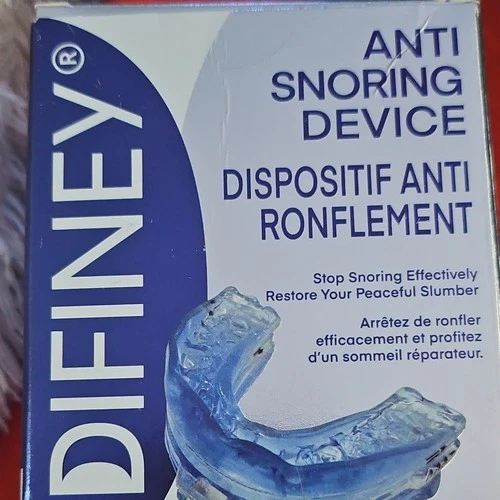 DIFINEY®
ANTI
SNORING
DEVICE
DISPOSITIF ANTI
RONFLEMENT
Stop Snoring Effectively
Restore Your Peaceful Slumber
Arrêtez de ronfler
efficacement et profitez
d'un sommeil réparateur.